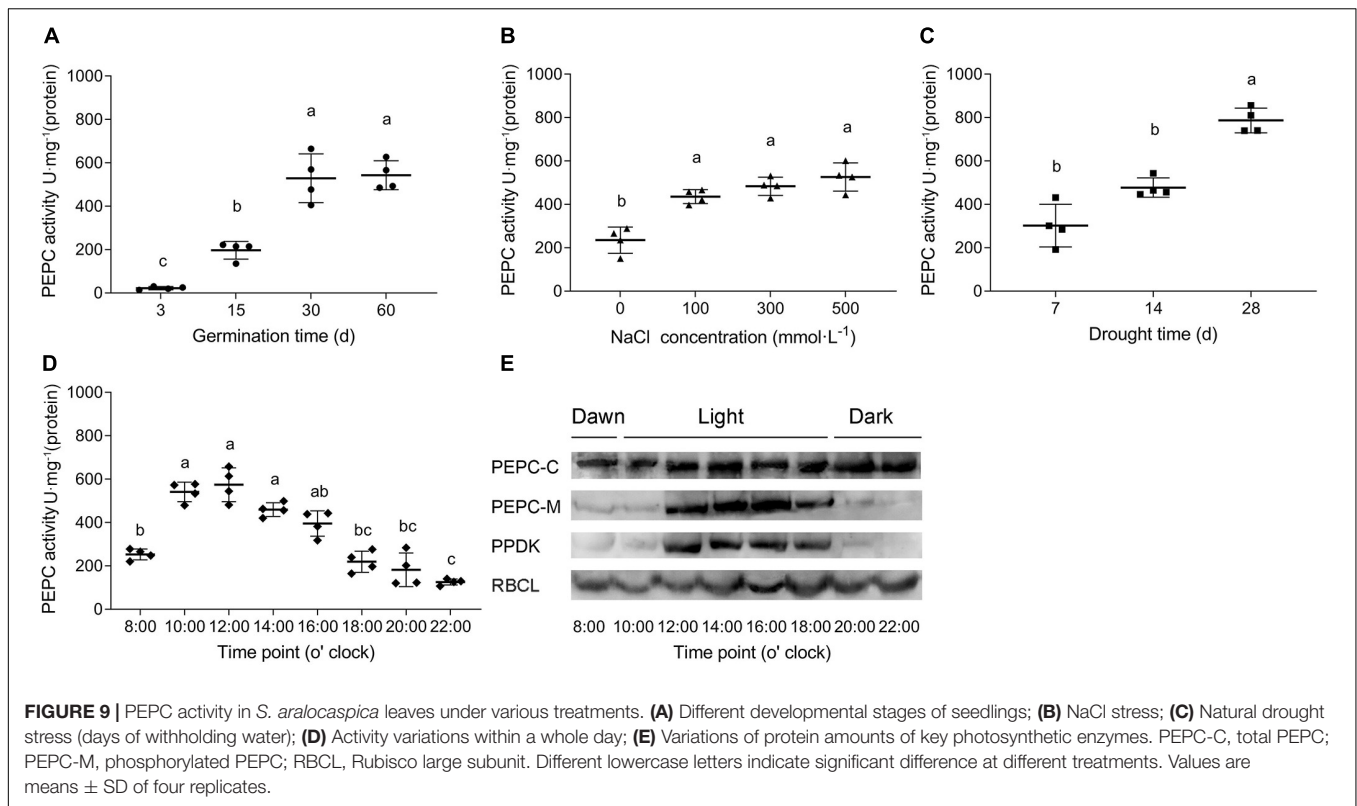 A
PEPC activity U·mg⁻¹(protein)
1000
800
600
400
200
0
c
b
a
a
3 15 30 60
Germination time (d)
B
PEPC activity U·mg⁻¹(protein)
1000
800
600
400
200
0
b
a
a
a
0 100 300 500
NaCl concentration (mmol·L⁻¹)
C
PEPC activity U·mg⁻¹(protein)
1000
800
600
400
200
0
b
b
a
7 14 28
Drought time (d)
D
PEPC activity U·mg⁻¹(protein)
1000
800
600
400
200
0
b
a
a
a
ab
bc
bc
c
8:00 10:00 12:00 14:00 16:00 18:00 20:00 22:00
Time point (o' clock)
E
Dawn Light Dark
PEPC-C
PEPC-M
PPDK
RBCL
8:00 10:00 12:00 14:00 16:00 18:00 20:00 22:00
Time point (o' clock)
FIGURE 9 | PEPC activity in S. aralocaspica leaves under various treatments. (A) Different developmental stages of seedlings; (B) NaCl stress; (C) Natural drought
stress (days of withholding water); (D) Activity variations within a whole day; (E) Variations of protein amounts of key photosynthetic enzymes. PEPC-C, total PEPC;
PEPC-M, phosphorylated PEPC; RBCL, Rubisco large subunit. Different lowercase letters indicate significant difference at different treatments. Values are
means ± SD of four replicates.